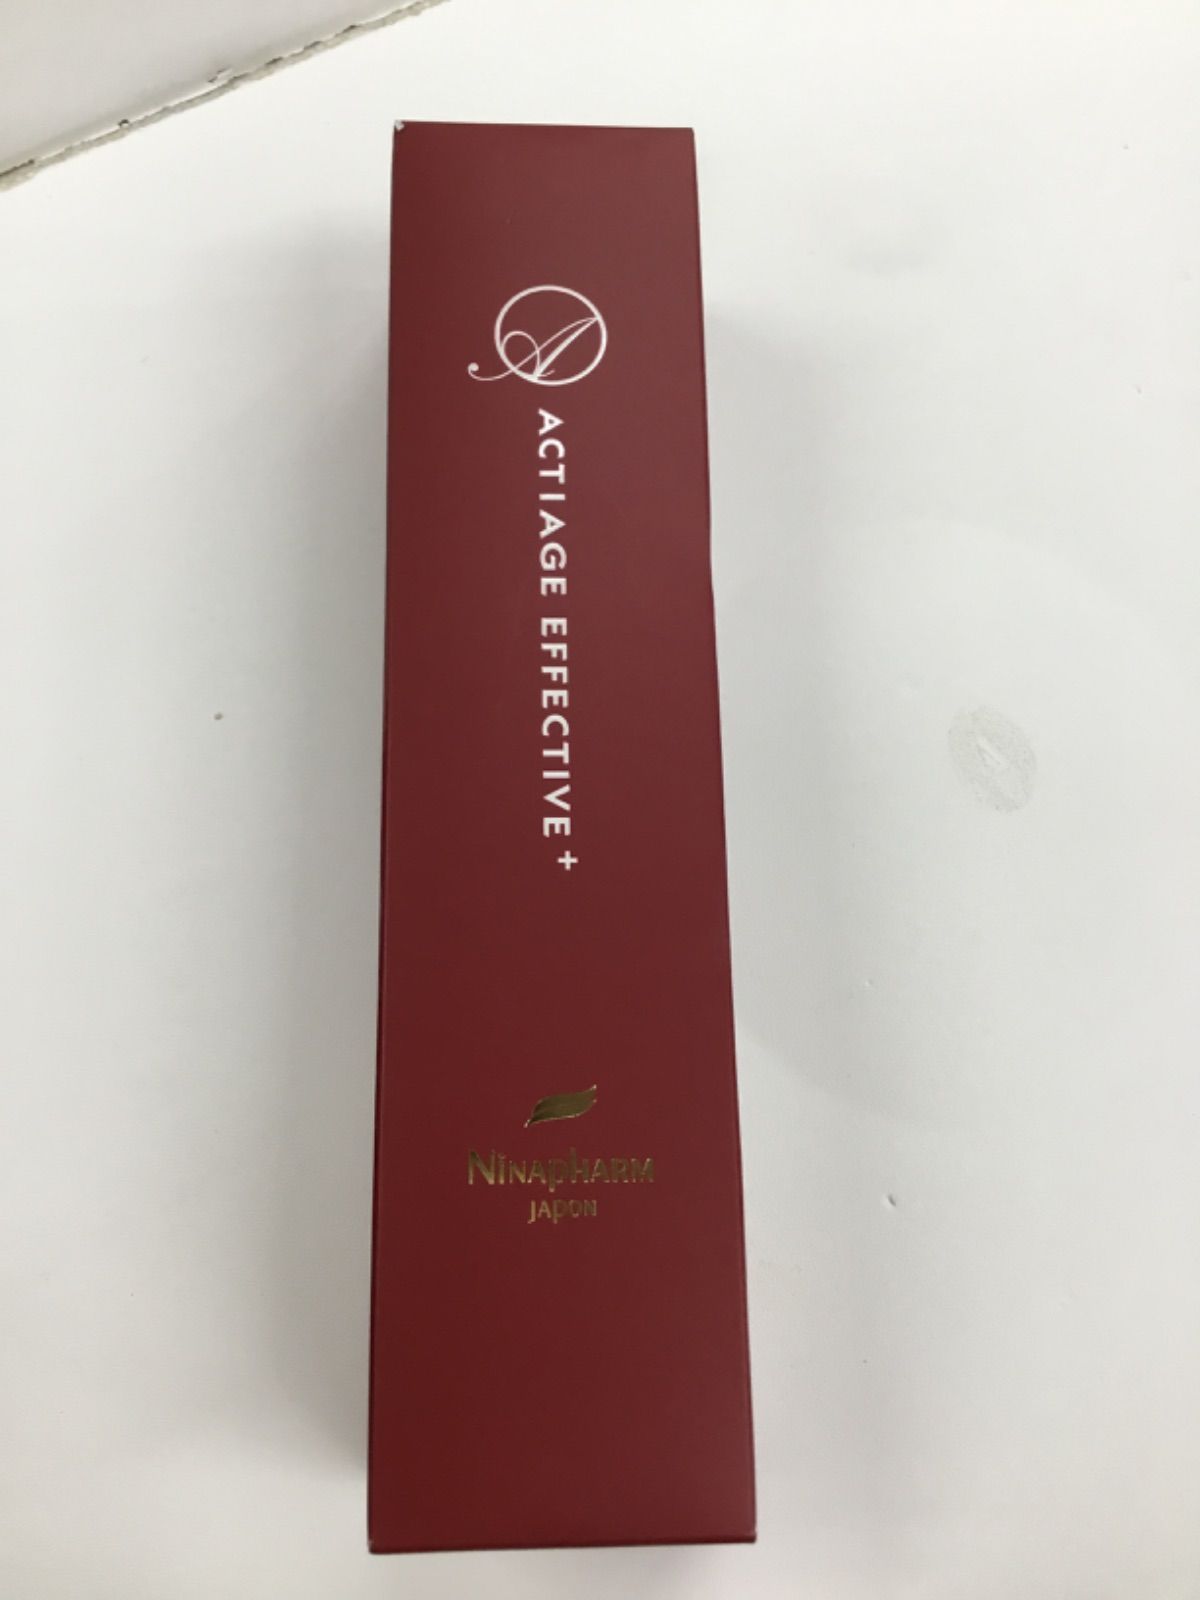 A
ACTIAGE EFFECTIVE+
NINAPHARM
JAPON